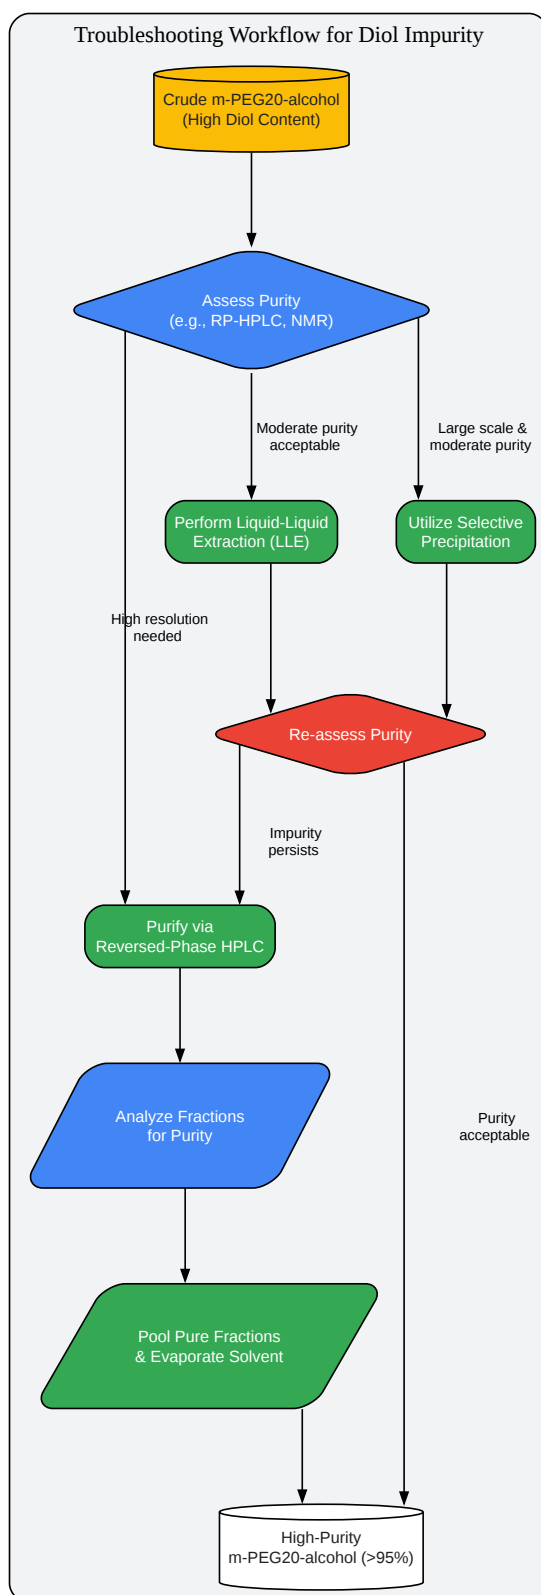 Troubleshooting Workflow for Diol Impurity
Crude m-PEG20-alcohol
(High Diol Content)
Assess Purity
(e.g., RP-HPLC, NMR)
Moderate purity
acceptable
Large scale &
moderate purity
Perform Liquid-Liquid
Extraction (LLE)
Utilize Selective
Precipitation
High resolution
needed
Re-assess Purity
Impurity
persists
Purify via
Reversed-Phase HPLC
Analyze Fractions
for Purity
Purity
acceptable
Pool Pure Fractions
& Evaporate Solvent
High-Purity
m-PEG20-alcohol (>95%)